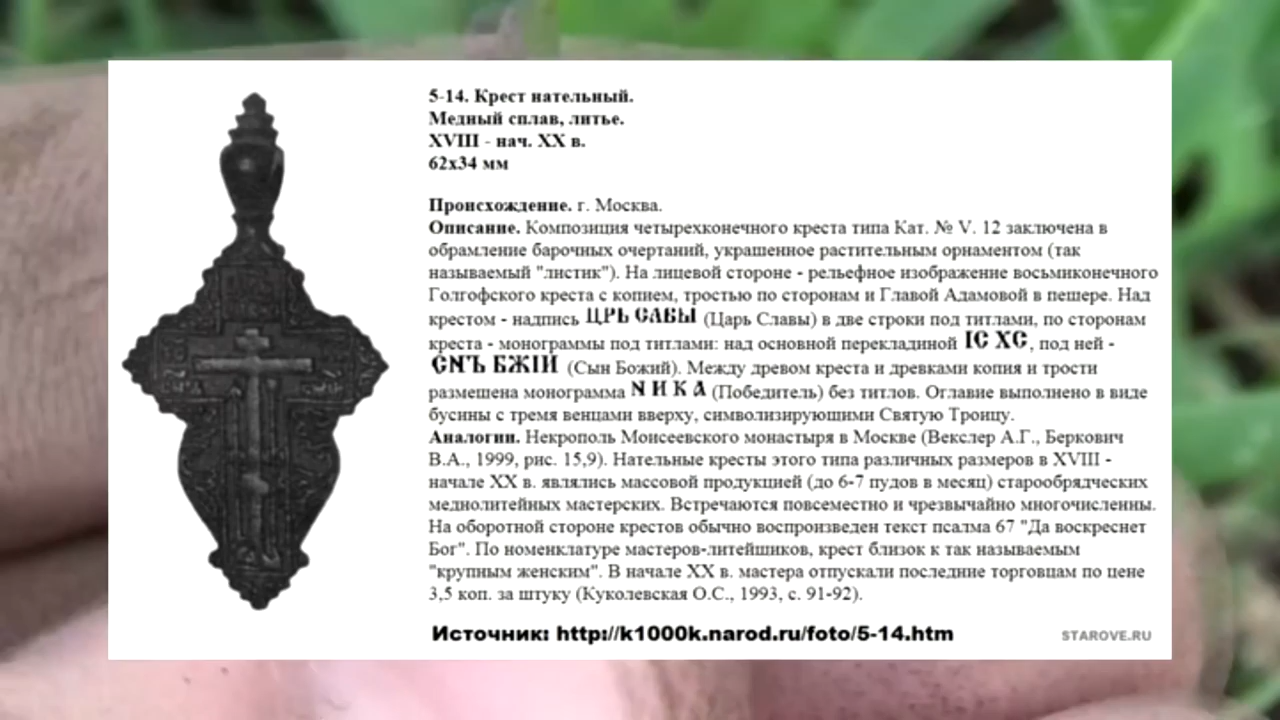 5-14. Крест нательный.
Медный сплав, литье.
XVIII - нач. XX в.
62х34 мм
Происхождение. г. Москва.
Описание. Композиция четырехконечного креста типа Кат. № V. 12 заключена в
обрамление барочных очертаний, украшенное растительным орнаментом (так
называемый "листик"). На лицевой стороне - рельефное изображение восьмиконечного
Голгофского креста с копием, тростью по сторонам и Главой Адамовой в пещере. Над
крестом - надпись ЦРЬ САВЫ (Царь Славы) в две строки под титлами, по сторонам
креста - монограммы под титлами: над основной перекладиной IC XC, под ней -
СNЪ БЖIИ (Сын Божий). Между древом креста и древками копия и трости
размещена монограмма N И К А (Победитель) без титлов. Оглавие выполнено в виде
бусины с тремя венцами вверху, символизирующими Святую Троицу.
Аналогии. Некрополь Моисеевского монастыря в Москве (Векслер А.Г., Беркович
В.А., 1999, рис. 15,9). Нательные кресты этого типа различных размеров в XVIII -
начале XX в. являлись массовой продукцией (до 6-7 пудов в месяц) старообрядческих
меднолитейных мастерских. Встречаются повсеместно и чрезвычайно многочисленны.
На оборотной стороне крестов обычно воспроизведен текст псалма 67 "Да воскреснет
Бог". По номенклатуре мастеров-литейщиков, крест близок к так называемым
"крупным женским". В начале XX в. мастера отпускали последние торговцам по цене
3,5 коп. за штуку (Куколевская О.С., 1993, с. 91-92).
Источник: http://k1000k.narod.ru/foto/5-14.htm
STAROVE.RU